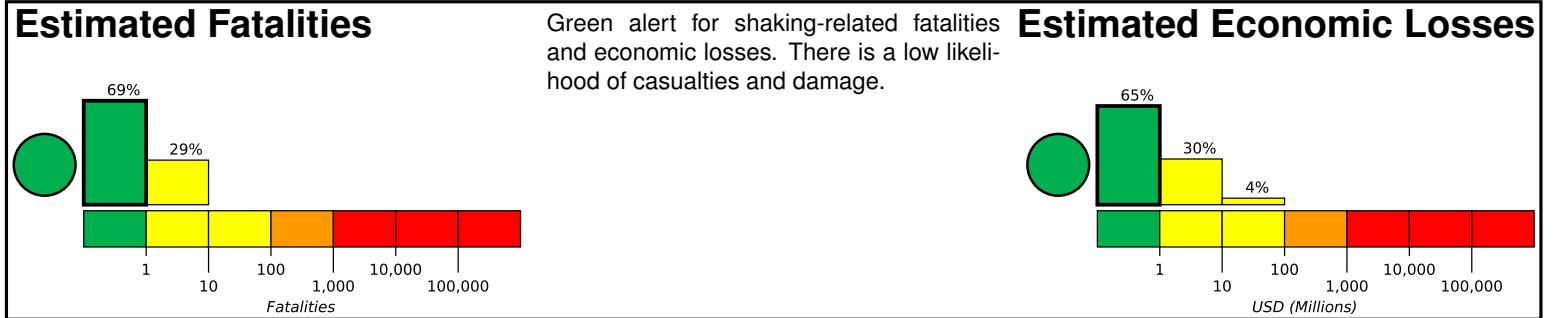 Estimated Fatalities
69%
29%
1
10
100
1,000
10,000
100,000
Fatalities
Green alert for shaking-related fatalities
and economic losses. There is a low likeli-
hood of casualties and damage.
Estimated Economic Losses
65%
30%
4%
1
10
100
1,000
10,000
100,000
USD (Millions)